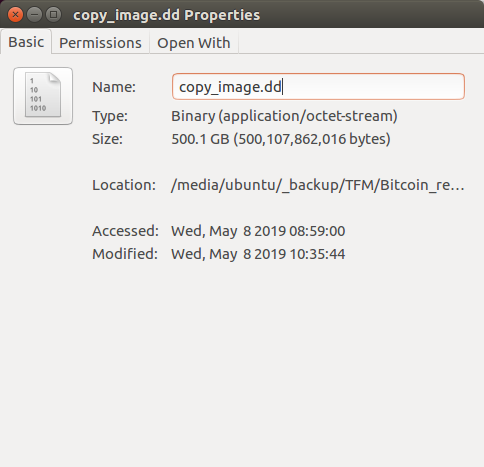 copy_image.dd Properties
Basic Permissions Open With
1
10
101
1010
Name: copy_image.dd
Type: Binary (application/octet-stream)
Size: 500.1 GB (500,107,862,016 bytes)
Location: /media/ubuntu/_backup/TFM/Bitcoin_re…
Accessed: Wed, May 8 2019 08:59:00
Modified: Wed, May 8 2019 10:35:44